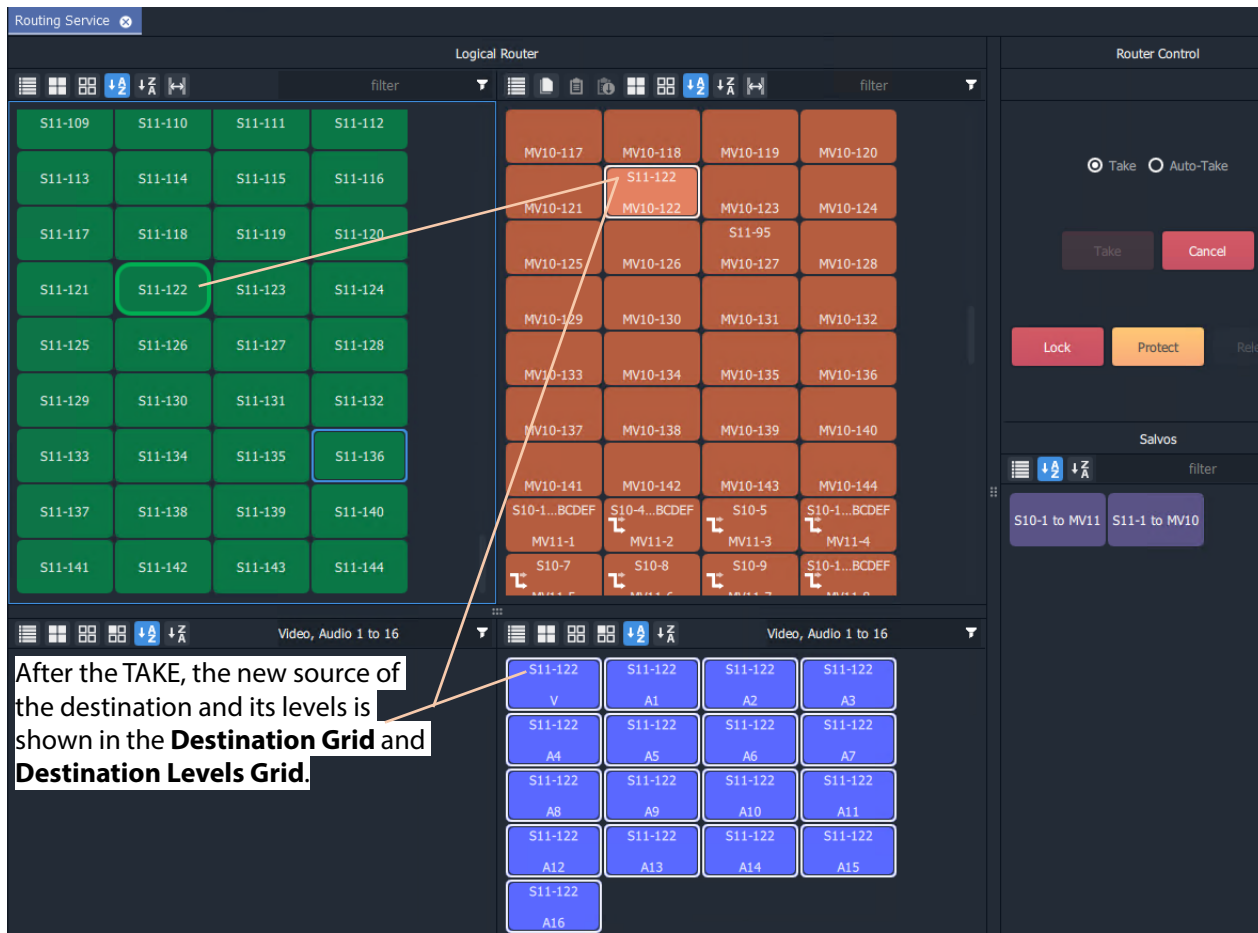 Routing Service
Logical Router
Router Control
filter
filter
S11-109 S11-110 S11-111 S11-112
S11-113 S11-114 S11-115 S11-116
S11-117 S11-118 S11-119 S11-120
S11-121 S11-122 S11-123 S11-124
S11-125 S11-126 S11-127 S11-128
S11-129 S11-130 S11-131 S11-132
S11-133 S11-134 S11-135 S11-136
S11-137 S11-138 S11-139 S11-140
S11-141 S11-142 S11-143 S11-144
MV10-117 MV10-118 MV10-119 MV10-120
S11-122
MV10-121 MV10-122 MV10-123 MV10-124
S11-95
MV10-125 MV10-126 MV10-127 MV10-128
MV10-129 MV10-130 MV10-131 MV10-132
MV10-133 MV10-134 MV10-135 MV10-136
MV10-137 MV10-138 MV10-139 MV10-140
MV10-141 MV10-142 MV10-143 MV10-144
S10-1...BCDEF S10-4...BCDEF S10-5 S10-1...BCDEF
MV11-1 MV11-2 MV11-3 MV11-4
S10-7 S10-8 S10-9 S10-1...BCDEF
Take Auto-Take
Take Cancel
Lock Protect
Salvos
filter
S10-1 to MV11 S11-1 to MV10
Video, Audio 1 to 16
Video, Audio 1 to 16
After the TAKE, the new source of
the destination and its levels is
shown in the Destination Grid and
Destination Levels Grid.
S11-122 S11-122 S11-122 S11-122
V A1 A2 A3
S11-122 S11-122 S11-122 S11-122
A4 A5 A6 A7
S11-122 S11-122 S11-122 S11-122
A8 A9 A10 A11
S11-122 S11-122 S11-122 S11-122
A12 A13 A14 A15
S11-122
A16